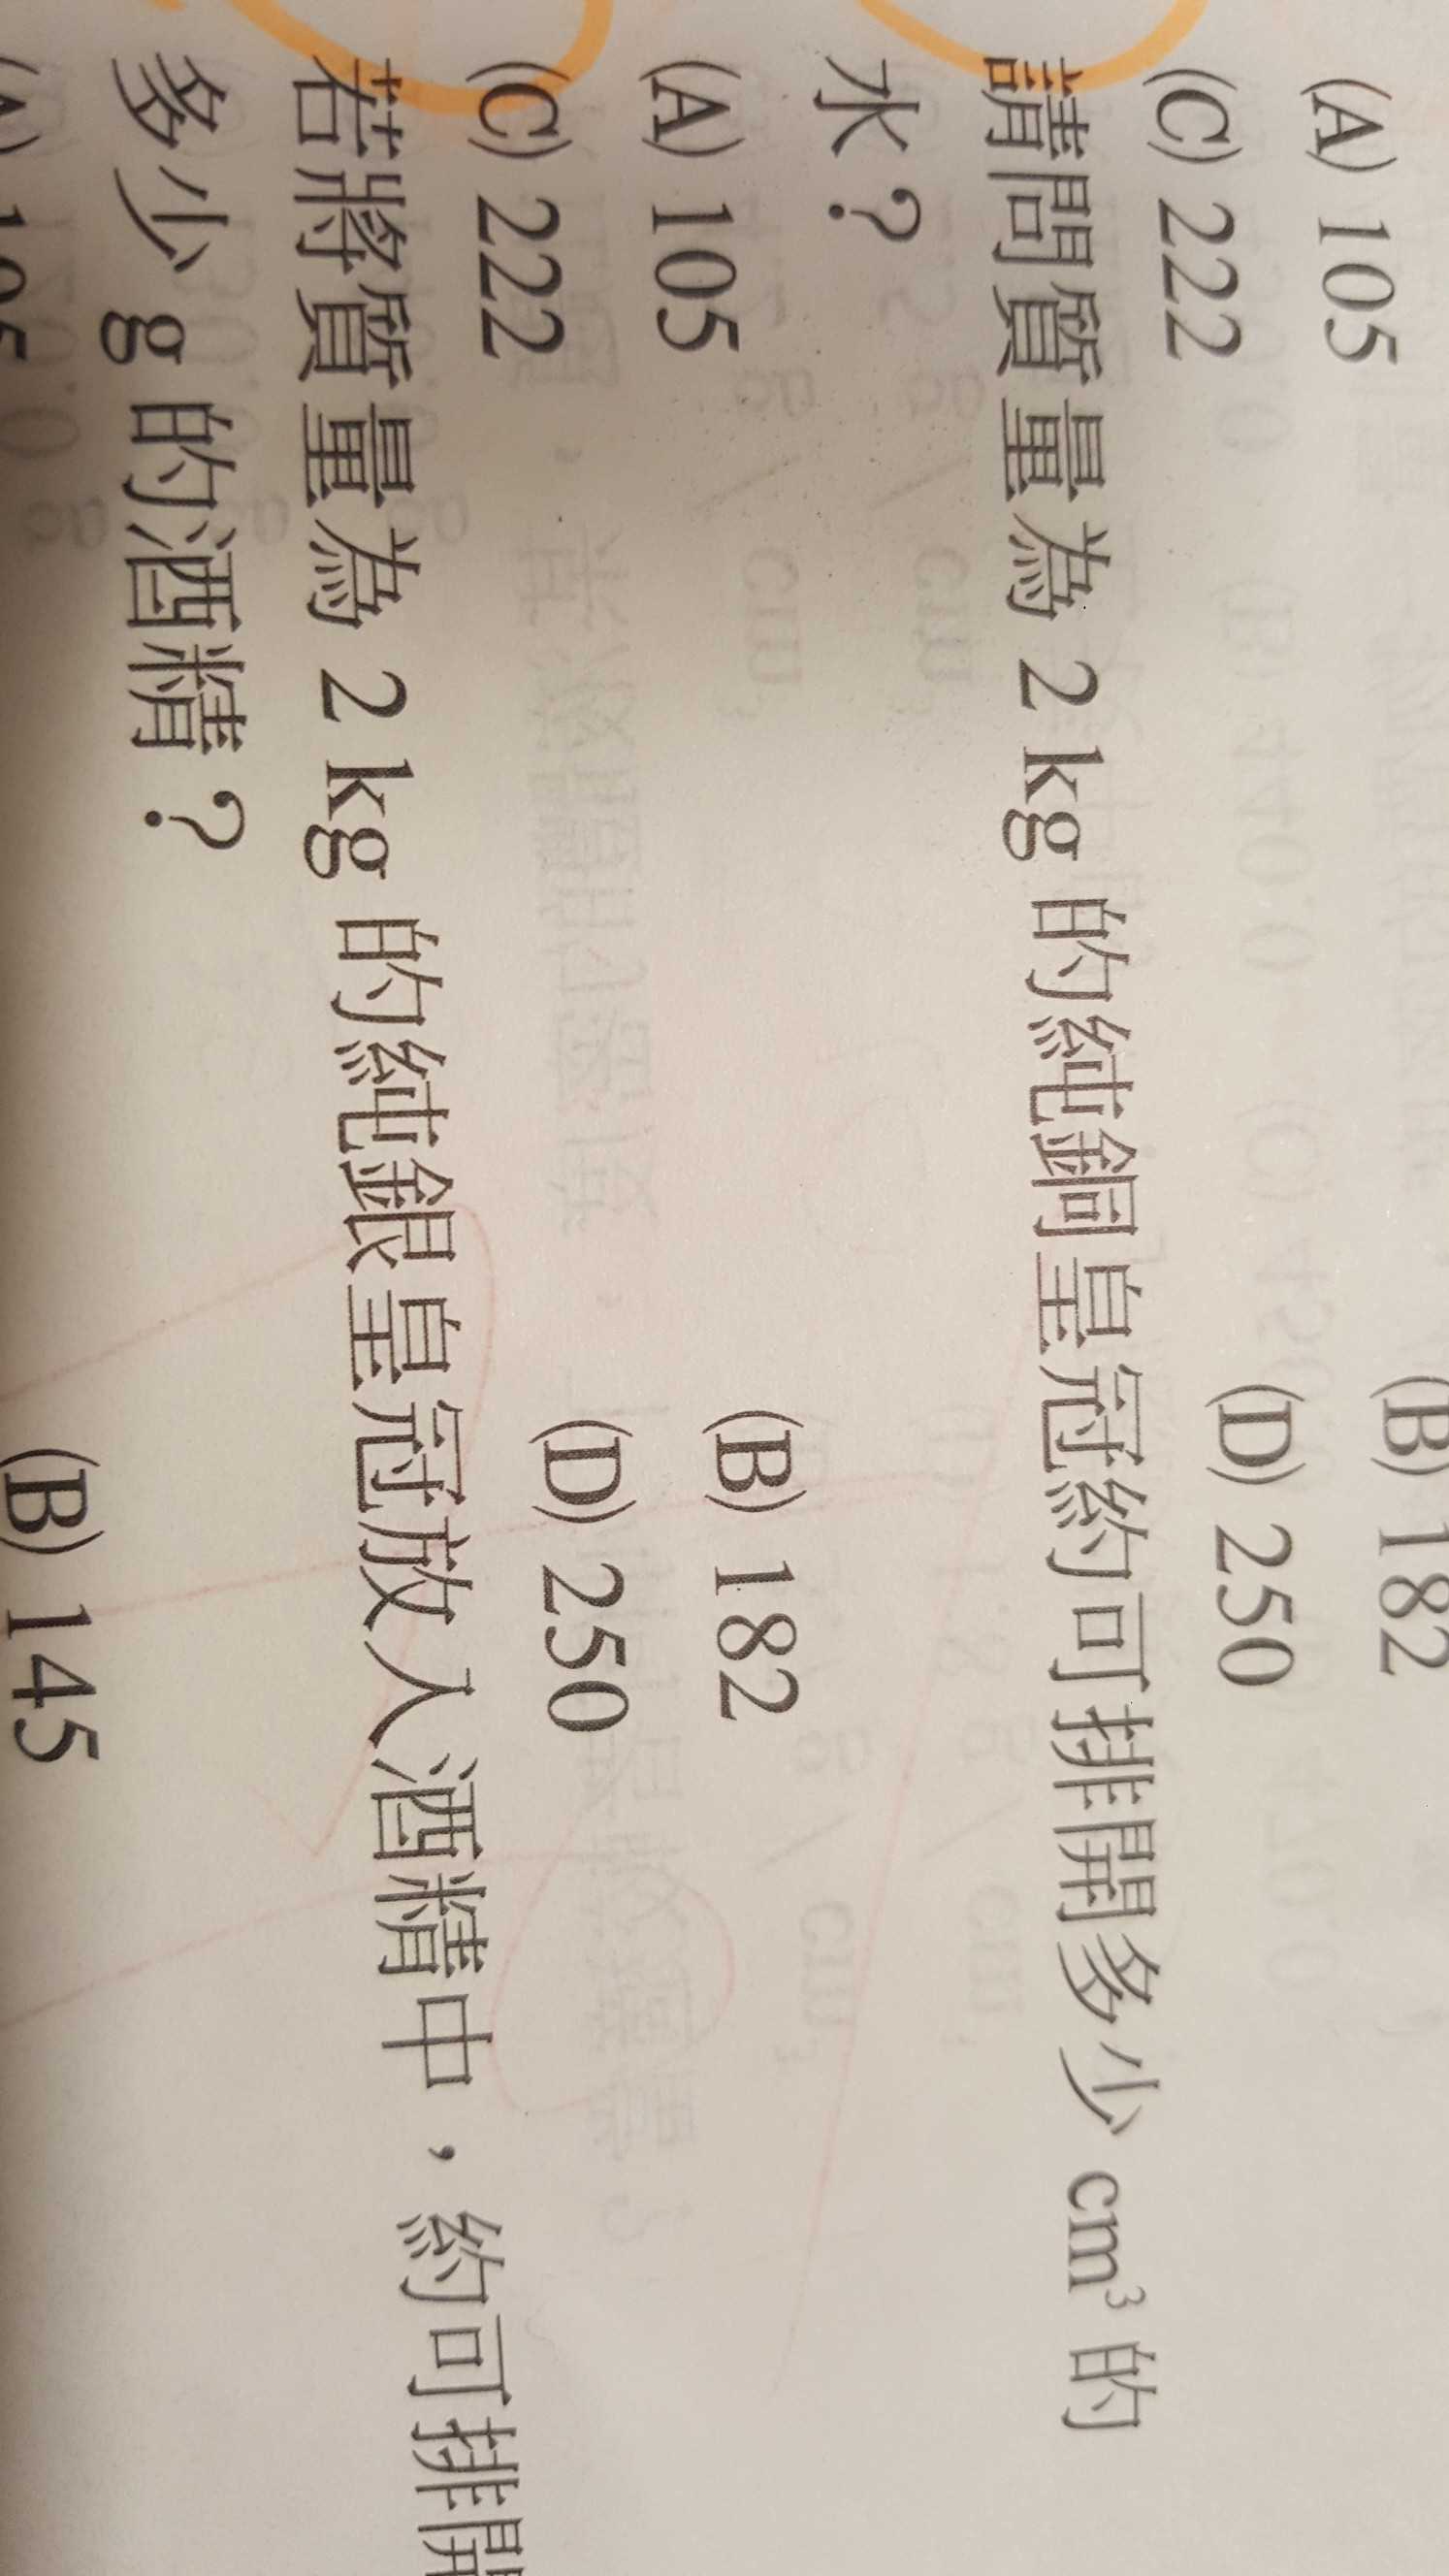 (A) 105
(B) 182
(C) 222
(D) 250
請問質量為 2 kg 的純銅皇冠約可排開多少 cm³ 的
水？
(A) 105
(B) 182
(C) 222
(D) 250
若將質量為 2 kg 的純銀皇冠放入酒精中，約可排開
多少 g 的酒精？
(A) 105
(B) 145